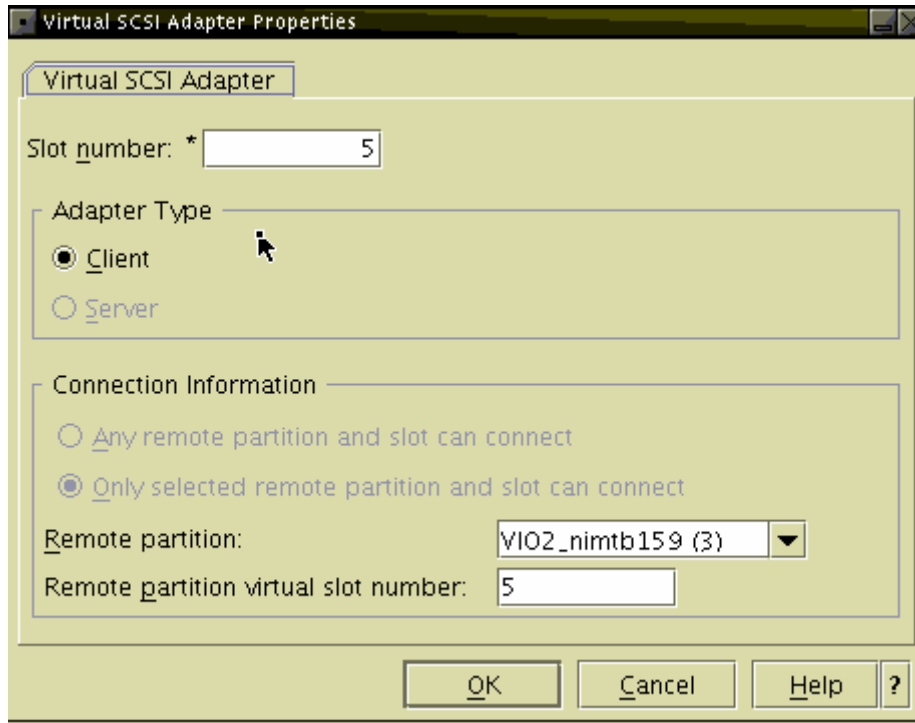 Virtual SCSI Adapter Properties
Virtual SCSI Adapter
Slot number: * 5
Adapter Type
Client
Server
Connection Information
Any remote partition and slot can connect
Only selected remote partition and slot can connect
Remote partition: VIO2_nimtb159 (3)
Remote partition virtual slot number: 5
OK Cancel Help ?